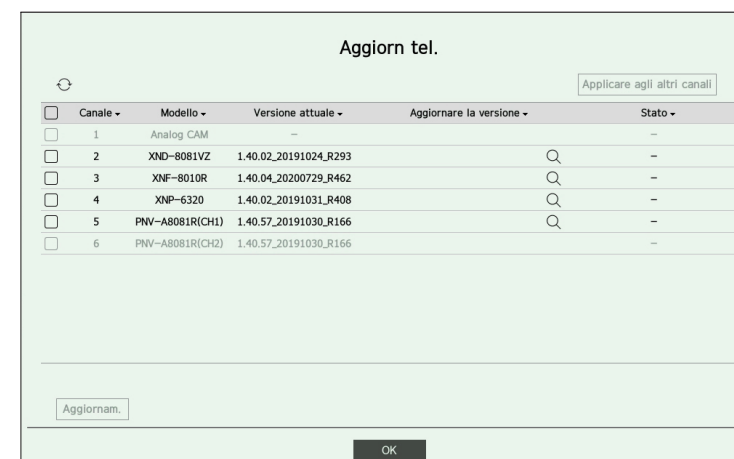 Aggiorn tel.
Applicare agli altri canali
Canale Modello Versione attuale Aggiornare la versione Stato
1 Analog CAM – –
2 XND-8081VZ 1.40.02_20191024_R293 –
3 XNF-8010R 1.40.04_20200729_R462 –
4 XNP-6320 1.40.02_20191031_R408 –
5 PNV-A8081R(CH1) 1.40.57_20191030_R166 –
6 PNV-A8081R(CH2) 1.40.57_20191030_R166 –
Aggiornam.
OK